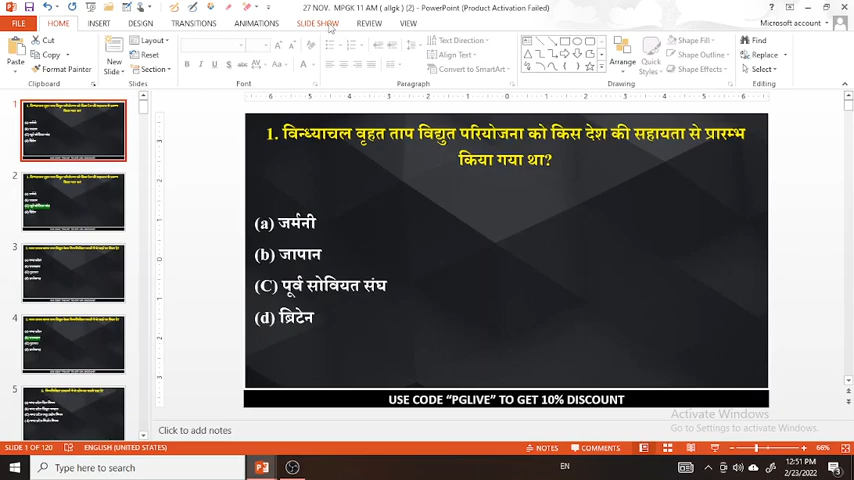 27 NOV. MPGK 11 AM ( allgk ) (2) - PowerPoint (Product Activation Failed)
FILE HOME INSERT DESIGN TRANSITIONS ANIMATIONS SLIDE SHOW REVIEW VIEW Microsoft account
Cut
Copy
Format Painter
Paste
Clipboard
New Slide
Layout
Reset
Section
Slides
Font
Text Direction
Align Text
Convert to SmartArt
Paragraph
Arrange
Quick Styles
Shape Fill
Shape Outline
Shape Effects
Drawing
Find
Replace
Select
Editing
1. विन्ध्याचल वृहत ताप विद्युत परियोजना को किस देश की सहायता से प्रारम्भ
किया गया था?
(a) जर्मनी
(b) जापान
(C) पूर्व सोवियत संघ
(d) ब्रिटेन
USE CODE "PGLIVE" TO GET 10% DISCOUNT
Activate Windows
Go to Settings to activate Windows.
Click to add notes
SLIDE 1 OF 120 ENGLISH (UNITED STATES) NOTES COMMENTS 66%
Type here to search
EN
12:51 PM
2/23/2022